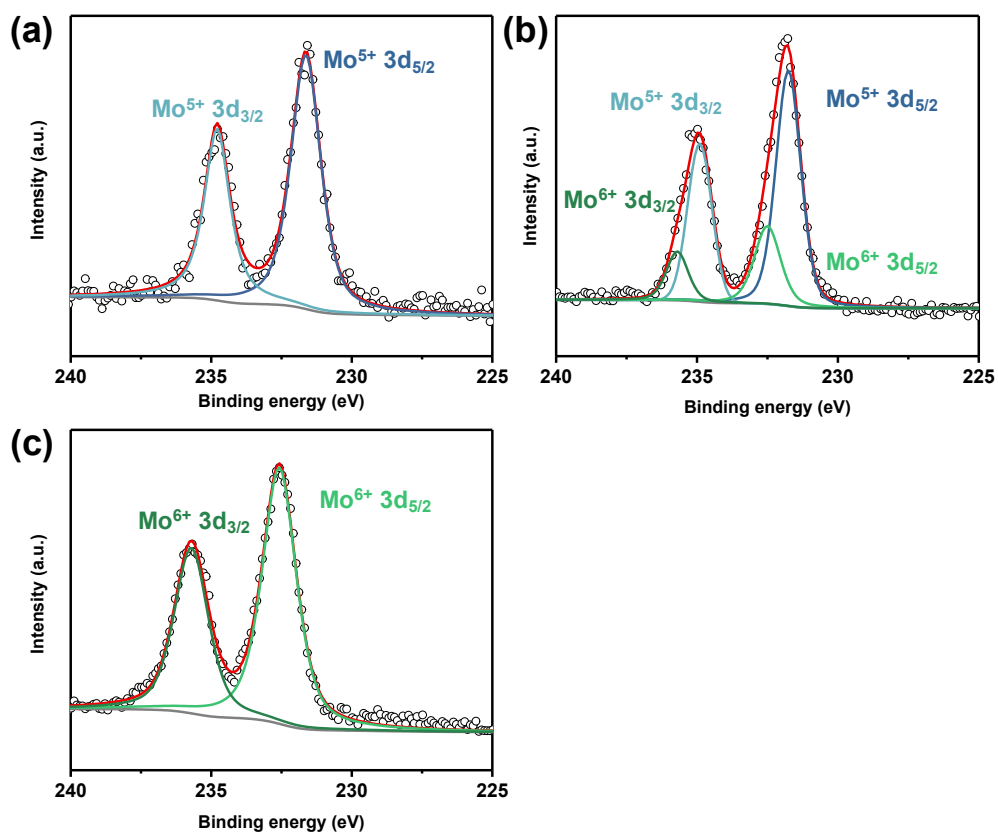 (a)
Mo⁵⁺ 3d₅/₂
Mo⁵⁺ 3d₃/₂
Intensity (a.u.)
240 235 230 225
Binding energy (eV)
(b)
Mo⁵⁺ 3d₃/₂
Mo⁵⁺ 3d₅/₂
Mo⁶⁺ 3d₃/₂
Mo⁶⁺ 3d₅/₂
Intensity (a.u.)
240 235 230 225
Binding energy (eV)
(c)
Mo⁶⁺ 3d₅/₂
Mo⁶⁺ 3d₃/₂
Intensity (a.u.)
240 235 230 225
Binding energy (eV)